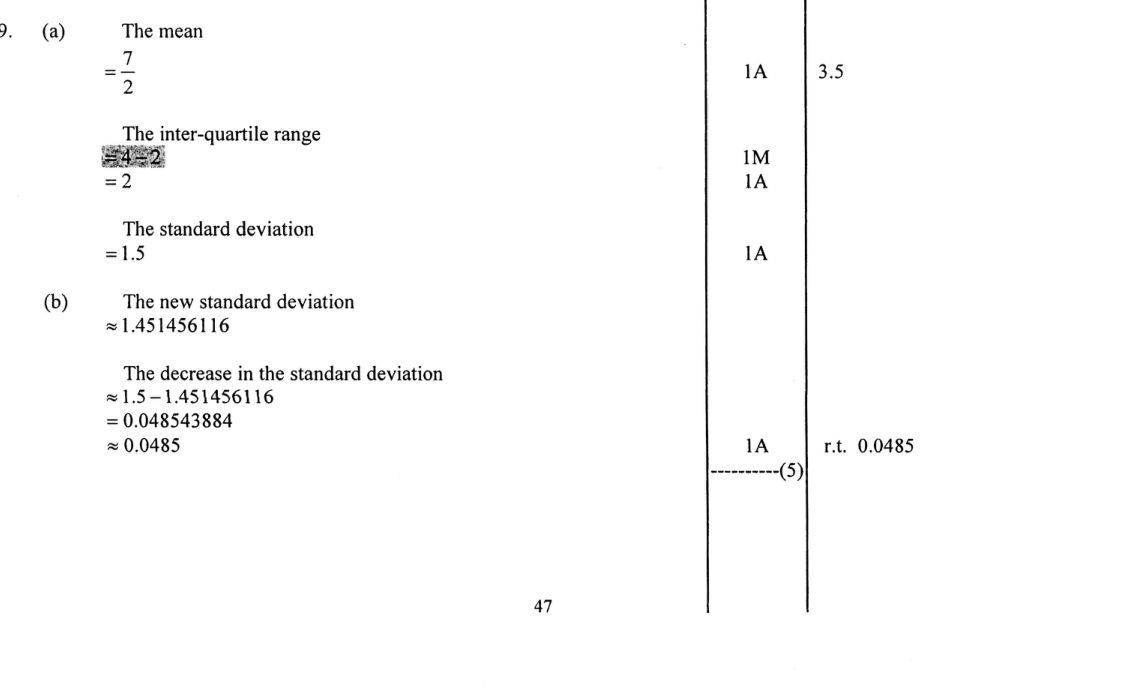 9. (a) The mean
= 7/2 1A 3.5
The inter-quartile range
= 4 − 2 1M
= 2 1A
The standard deviation
= 1.5 1A
(b) The new standard deviation
≈ 1.451456116
The decrease in the standard deviation
≈ 1.5 − 1.451456116
= 0.048543884
≈ 0.0485 1A r.t. 0.0485
----------(5)
47